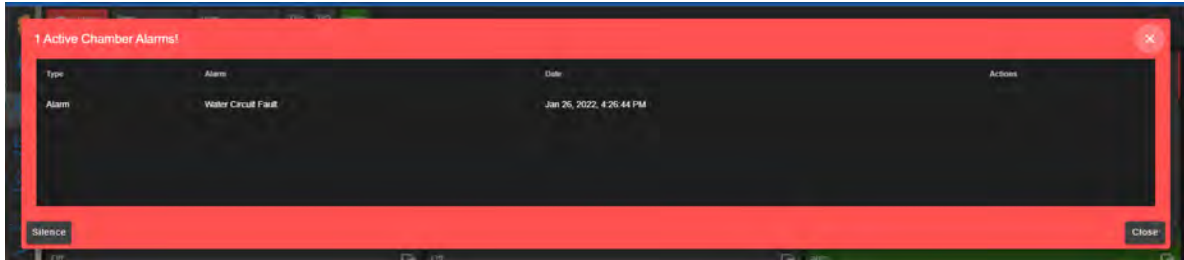 1 Active Chamber Alarms!
Type Alarm Date Actions
Alarm Water Circuit Fault Jan 26, 2022, 4:26:44 PM
Silence Close